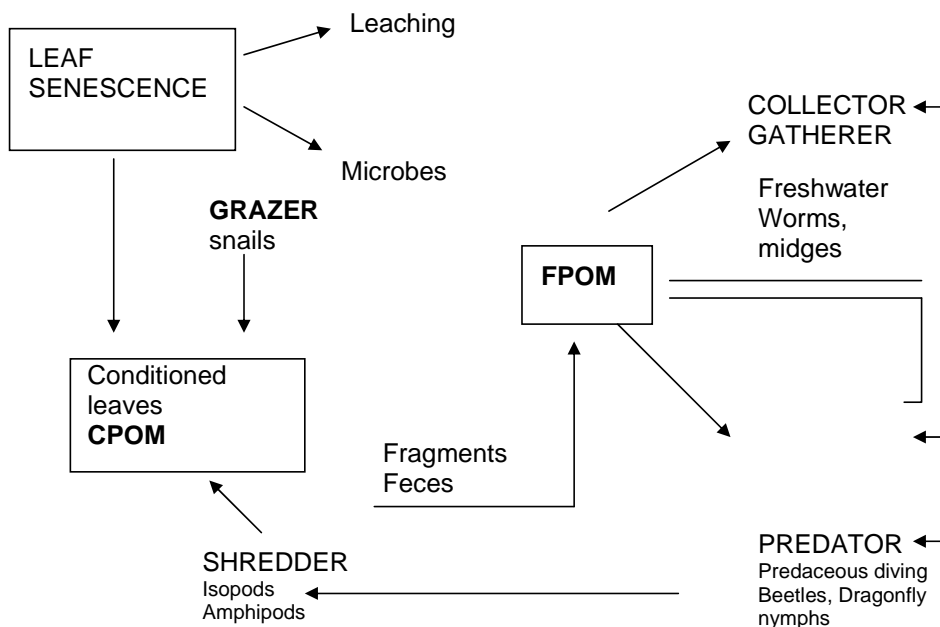 LEAF
SENESCENCE
Leaching
Microbes
GRAZER
snails
Conditioned
leaves
CPOM
Fragments
Feces
SHREDDER
Isopods
Amphipods
FPOM
COLLECTOR
GATHERER
Freshwater
Worms,
midges
PREDATOR
Predaceous diving
Beetles, Dragonfly
nymphs